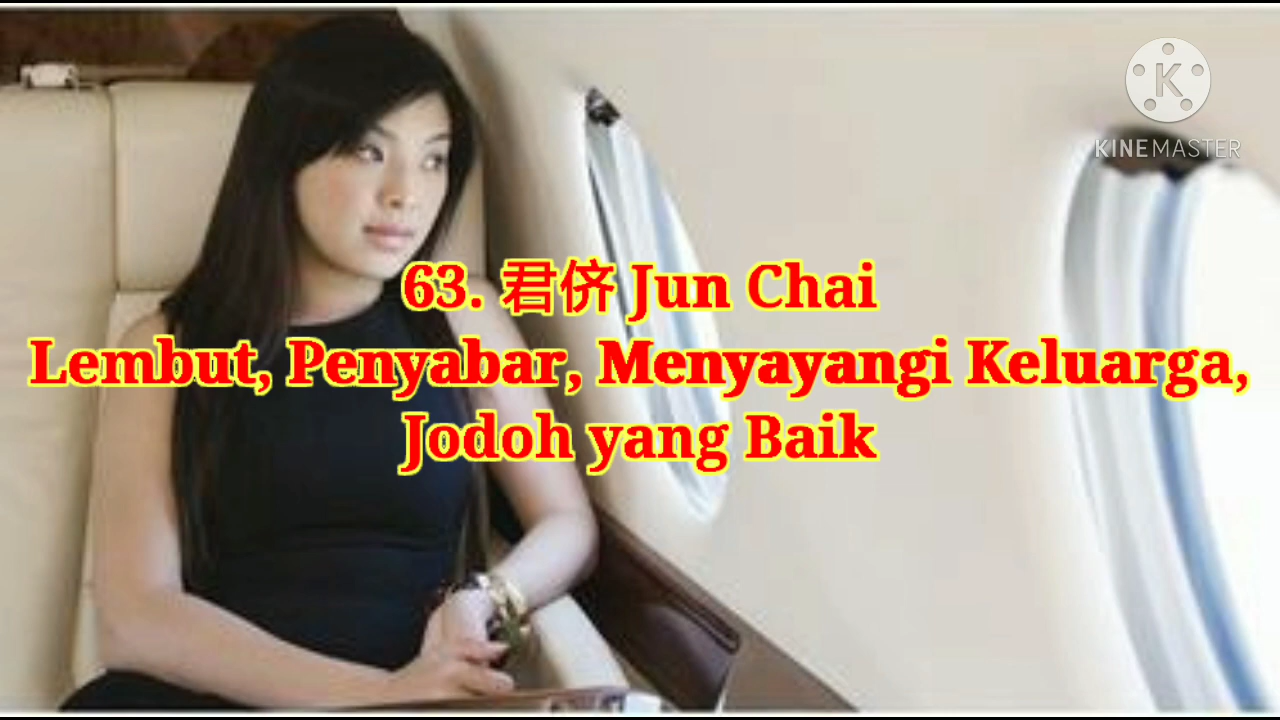 KINEMASTER
63. 君侪 Jun Chai
Lembut, Penyabar, Menyayangi Keluarga,
Jodoh yang Baik